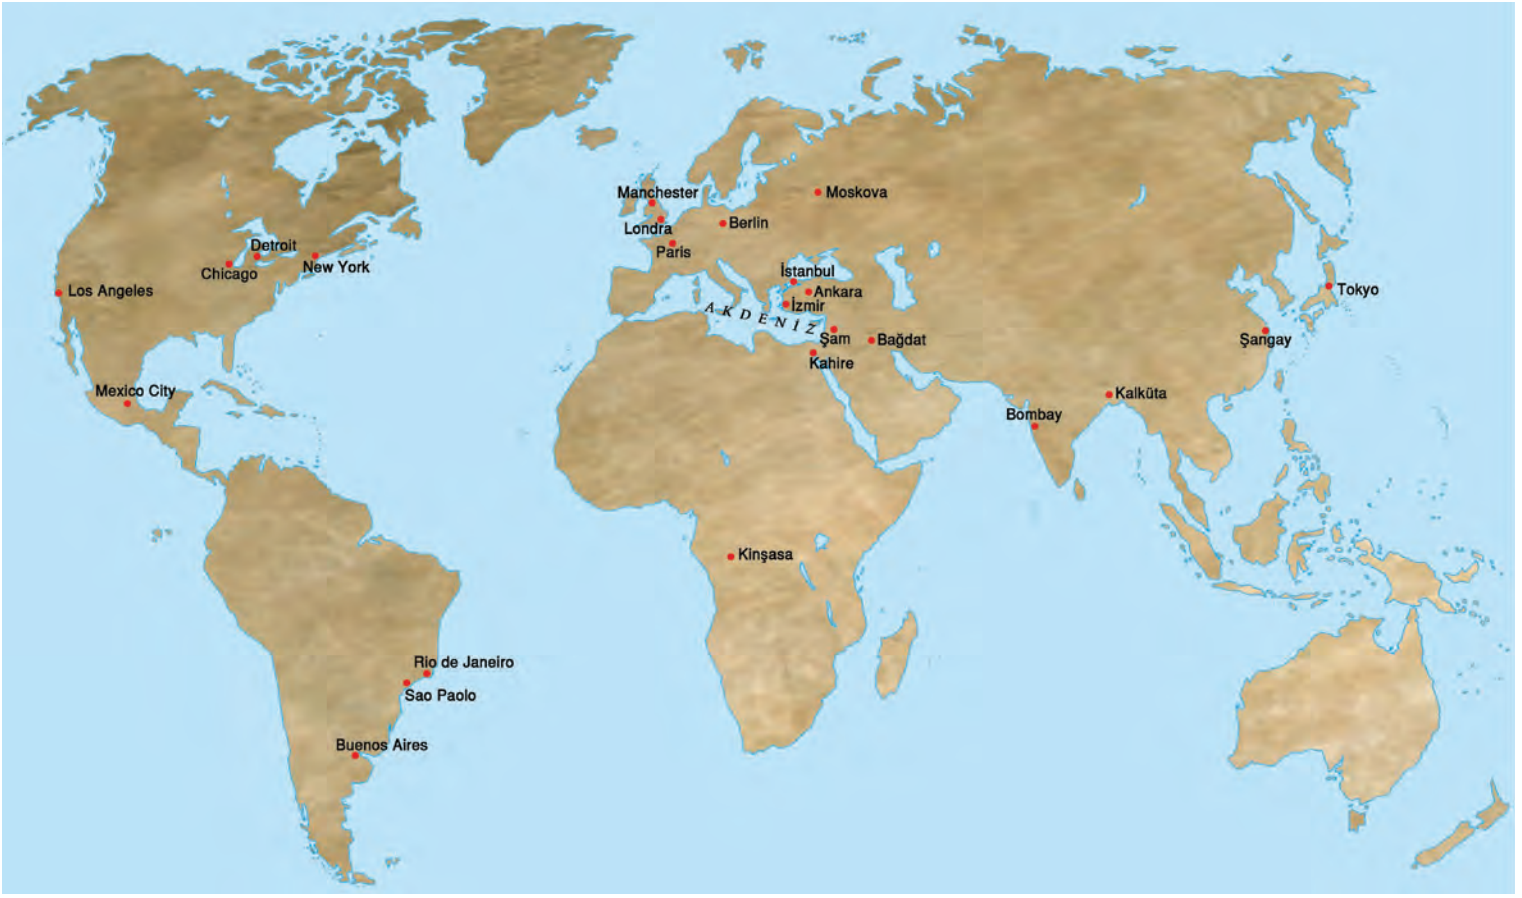 Manchester
Moskova
Londra
Berlin
Paris
Detroit
Chicago
New York
Los Angeles
İstanbul
Ankara
İzmir
AKDENİZ
Tokyo
Şam
Bağdat
Şangay
Kahire
Mexico City
Kalküta
Bombay
Kinşasa
Rio de Janeiro
Sao Paolo
Buenos Aires